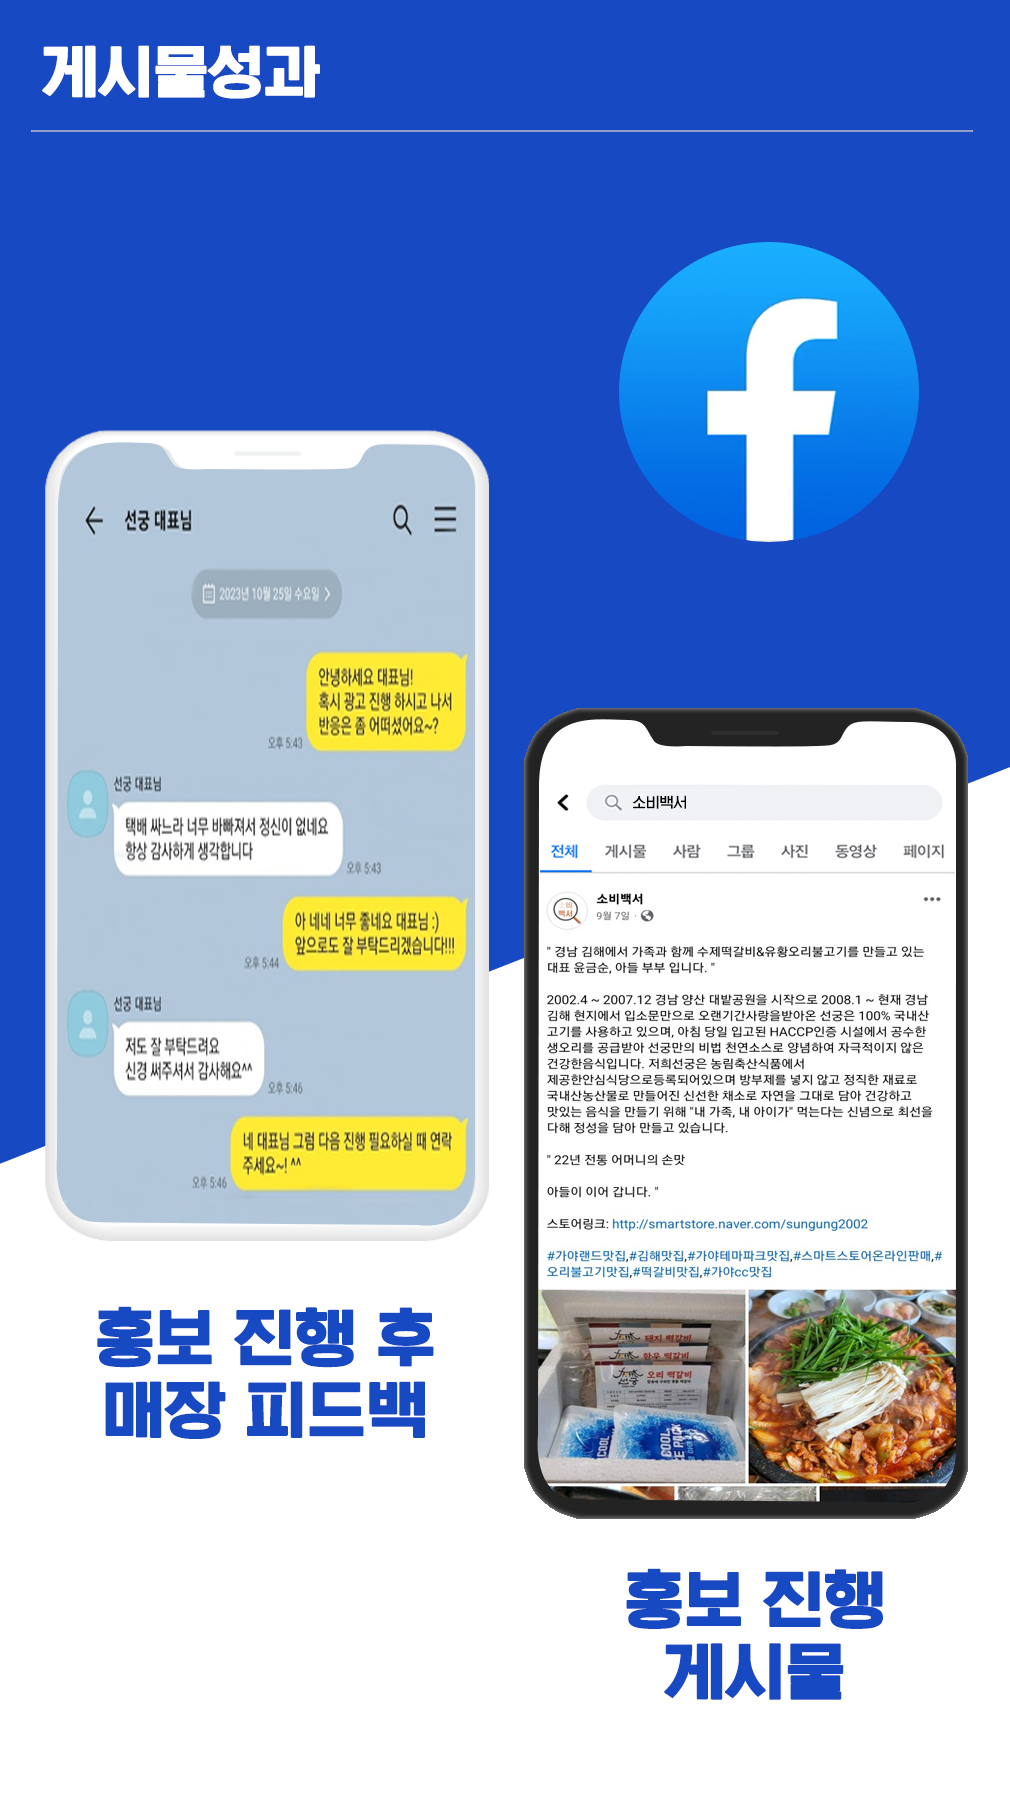 게시물성과
선궁 대표님
2023년 10월 25일 수요일
안녕하세요 대표님!
혹시 광고 진행 하시고 나서
반응은 좀 어떠셨어요~?
오후 5:43
선궁 대표님
택배 싸느라 너무 바빠져서 정신이 없네요
항상 감사하게 생각합니다
오후 5:43
아 네네 너무 좋네요 대표님 :)
앞으로도 잘 부탁드리겠습니다!!!
오후 5:44
선궁 대표님
저도 잘 부탁드려요
신경 써주셔서 감사해요^^
오후 5:46
네 대표님 그럼 다음 진행 필요하실 때 연락
주세요~! ^^
오후 5:46
홍보 진행 후
매장 피드백
소비백서
전체 게시물 사람 그룹 사진 동영상 페이지
소비
백서
소비백서
9월 7일 ·
" 경남 김해에서 가족과 함께 수제떡갈비&유황오리불고기를 만들고 있는
대표 윤금순, 아들 부부 입니다. "
2002.4 ~ 2007.12 경남 양산 대밭공원을 시작으로 2008.1 ~ 현재 경남
김해 현지에서 입소문만으로 오랜기간사랑을받아온 선궁은 100% 국내산
고기를 사용하고 있으며, 아침 당일 입고된 HACCP인증 시설에서 공수한
생오리를 공급받아 선궁만의 비법 천연소스로 양념하여 자극적이지 않은
건강한음식입니다. 저희선궁은 농림축산식품에서
제공한안심식당으로등록되어있으며 방부제를 넣지 않고 정직한 재료로
국내산농산물로 만들어진 신선한 채소로 자연을 그대로 담아 건강하고
맛있는 음식을 만들기 위해 "내 가족, 내 아이가" 먹는다는 신념으로 최선을
다해 정성을 담아 만들고 있습니다.
" 22년 전통 어머니의 손맛
아들이 이어 갑니다. "
스토어링크: http://smartstore.naver.com/sungung2002
#가야랜드맛집,#김해맛집,#가야테마파크맛집,#스마트스토어온라인판매,#
오리불고기맛집,#떡갈비맛집,#가야cc맛집
돼지 떡갈비
한우 떡갈비
오리 떡갈비
선궁
COOL
COOL
ICE PACK
홍보 진행
게시물